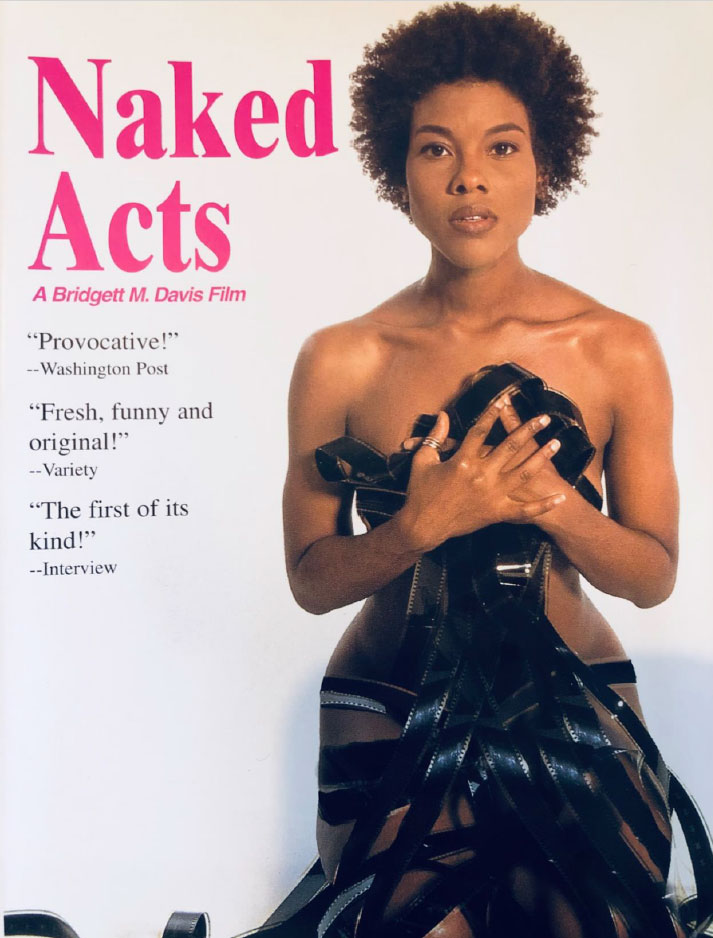 Naked
Acts
A Bridgett M. Davis Film
“Provocative!”
--Washington Post
“Fresh, funny and
original!”
--Variety
“The first of its
kind!”
--Interview